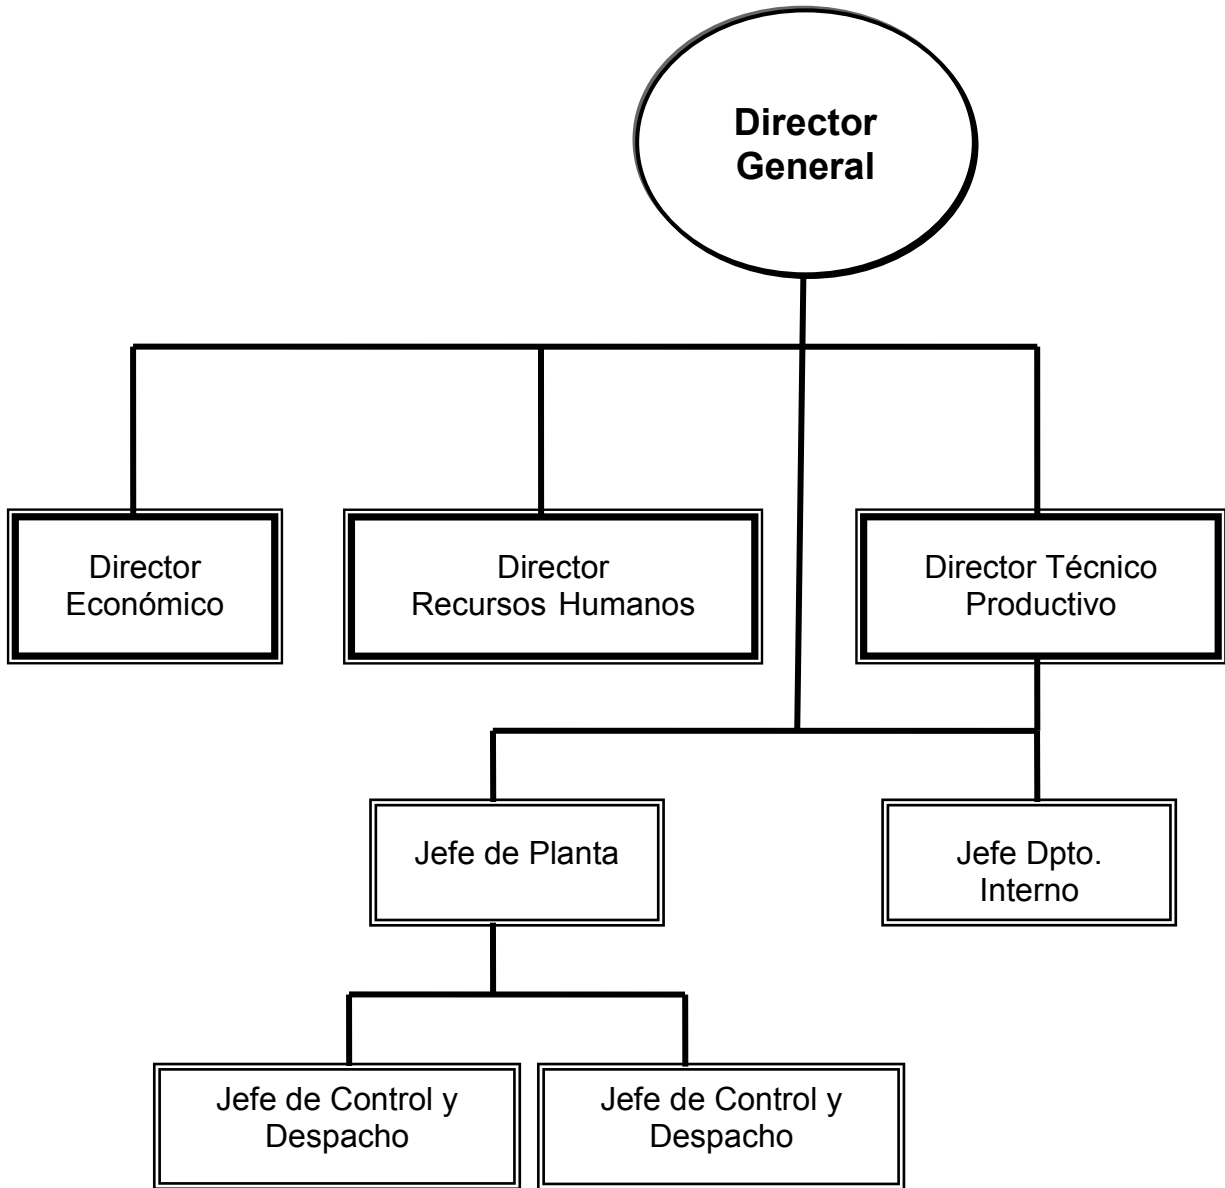 Director
General
Director
Económico
Director
Recursos Humanos
Director Técnico
Productivo
Jefe de Planta
Jefe Dpto.
Interno
Jefe de Control y
Despacho
Jefe de Control y
Despacho